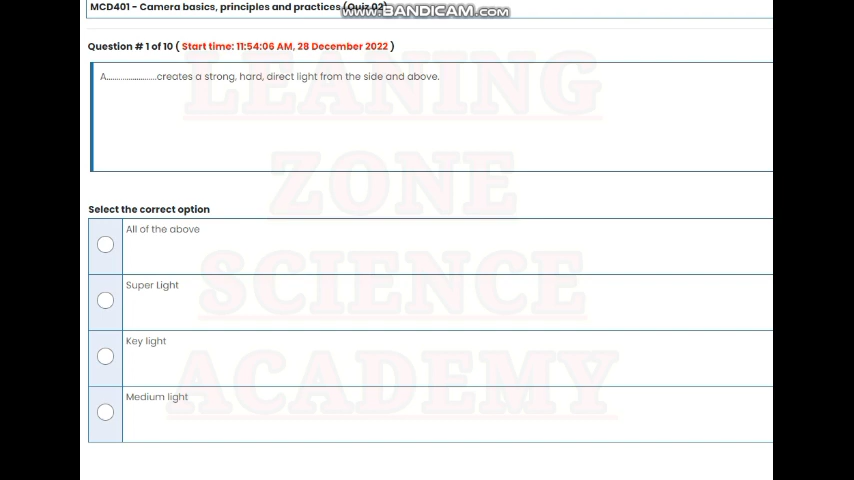 www.BANDICAM.com
MCD401 - Camera basics, principles and practices (Quiz 02)
Question # 1 of 10 ( Start time: 11:54:06 AM, 28 December 2022 )
A........................creates a strong, hard, direct light from the side and above.
Select the correct option
All of the above
Super Light
Key light
Medium light
LEANING
ZONE
SCIENCE
ACADEMY